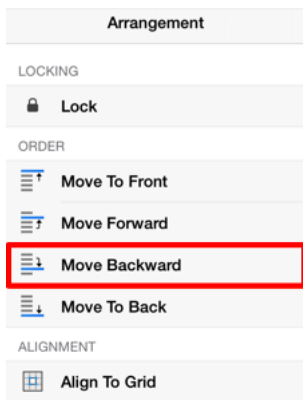 Arrangement
LOCKING
Lock
ORDER
Move To Front
Move Forward
Move Backward
Move To Back
ALIGNMENT
Align To Grid